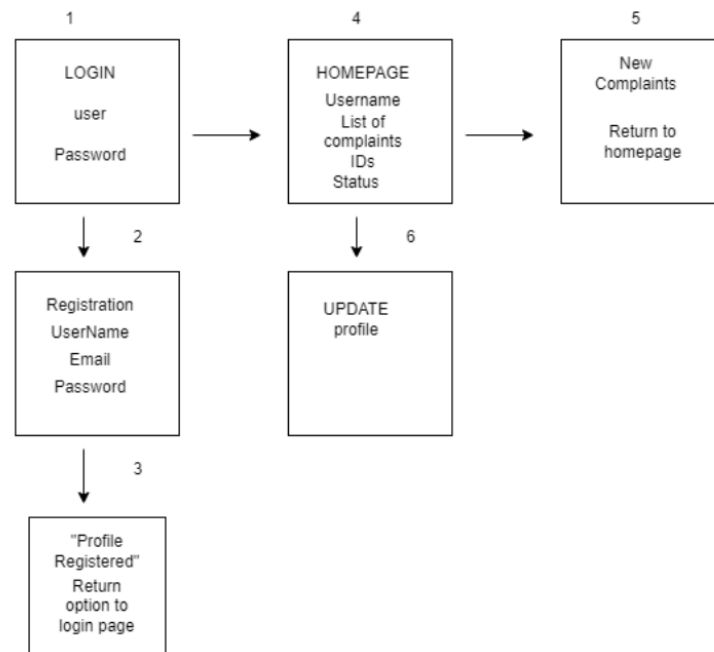 1
LOGIN
user
Password
2
Registration
UserName
Email
Password
3
"Profile
Registered"
Return
option to
login page
4
HOMEPAGE
Username
List of
complaints
IDs
Status
5
New
Complaints
Return to
homepage
6
UPDATE
profile